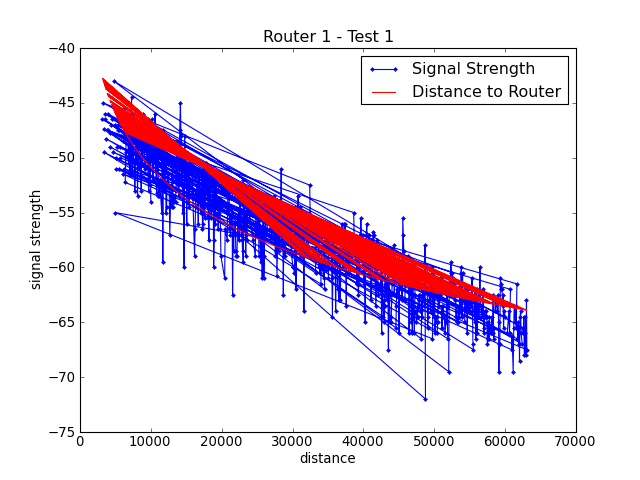 Router 1 - Test 1
Signal Strength
Distance to Router
signal strength
−40
−45
−50
−55
−60
−65
−70
−75
0 10000 20000 30000 40000 50000 60000 70000
distance